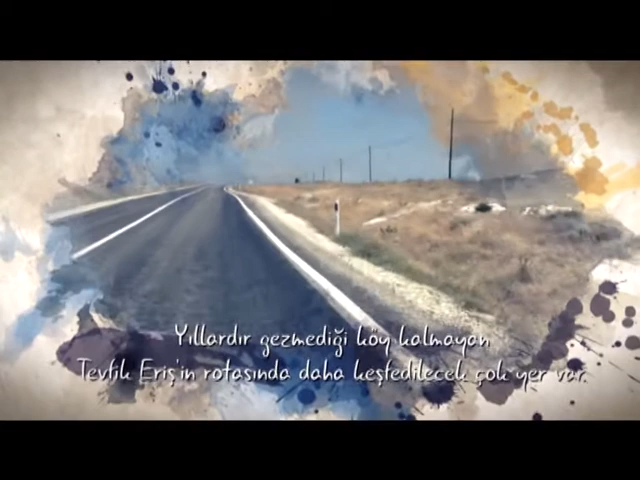 Yıllardır gezmediği köy kalmayan
Tevfik Eriş'in rotasında daha keşfedilecek çok yer var.